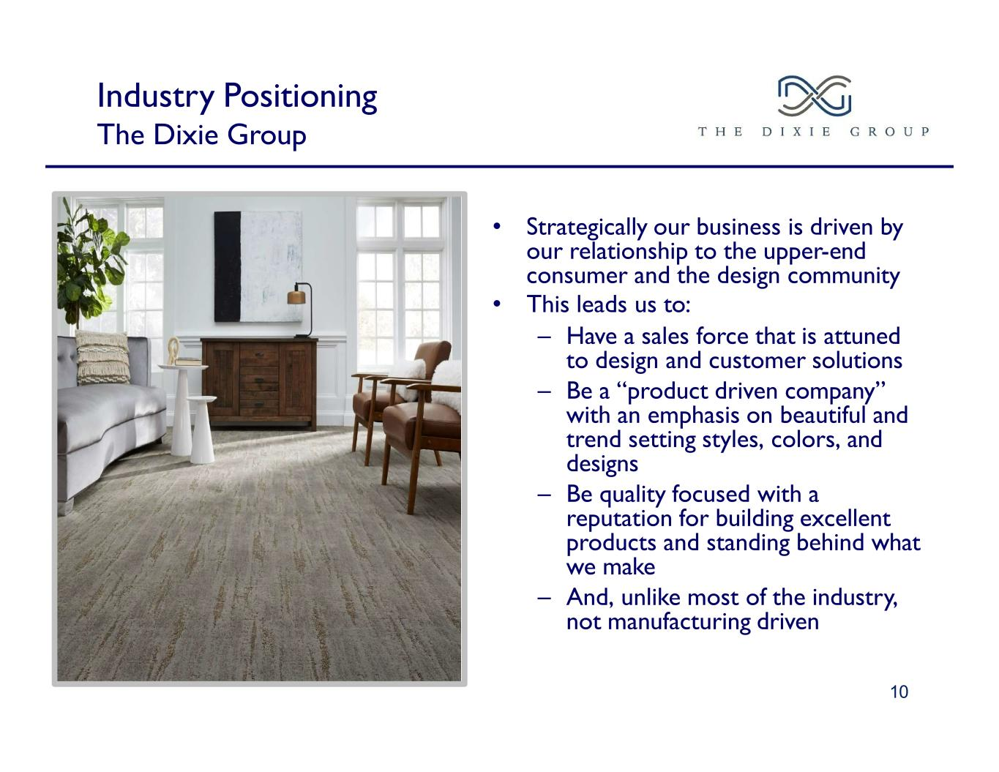 Industry Positioning
The Dixie Group
THE DIXIE GROUP
• Strategically our business is driven by
our relationship to the upper-end
consumer and the design community
• This leads us to:
– Have a sales force that is attuned
to design and customer solutions
– Be a “product driven company”
with an emphasis on beautiful and
trend setting styles, colors, and
designs
– Be quality focused with a
reputation for building excellent
products and standing behind what
we make
– And, unlike most of the industry,
not manufacturing driven
10